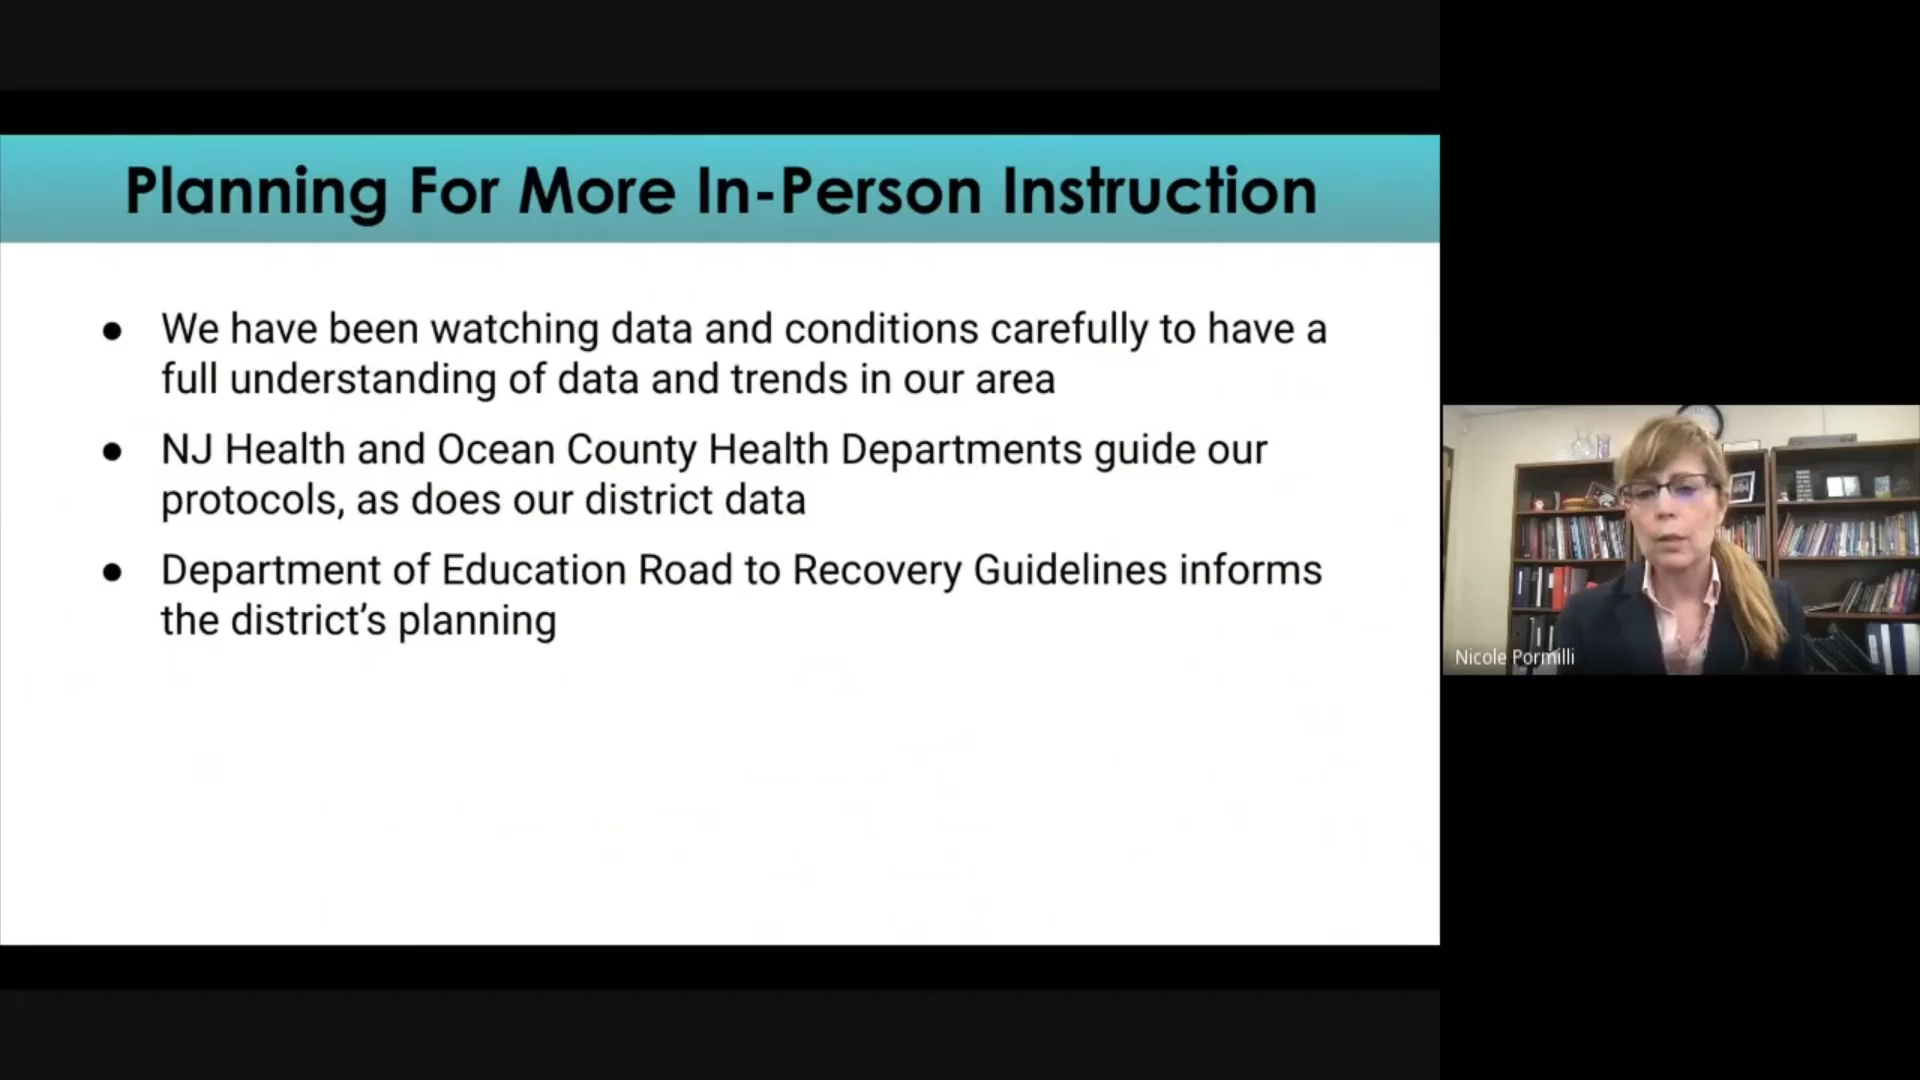 Planning For More In-Person Instruction
● We have been watching data and conditions carefully to have a
full understanding of data and trends in our area
● NJ Health and Ocean County Health Departments guide our
protocols, as does our district data
● Department of Education Road to Recovery Guidelines informs
the district’s planning
Nicole Pormilli